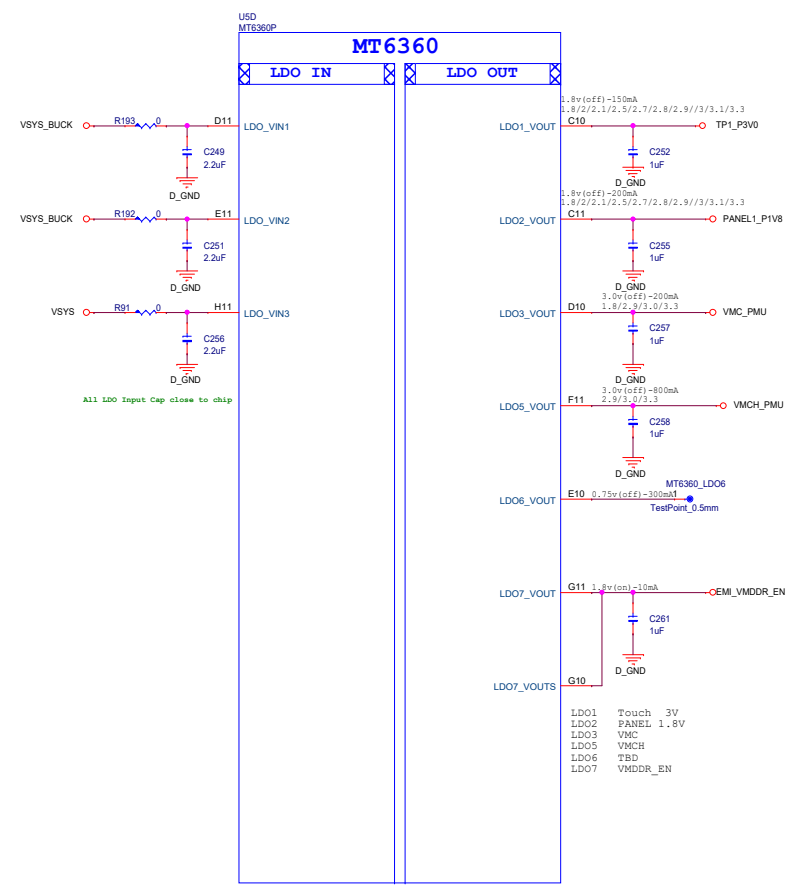 U5D
MT6360P
MT6360
LDO IN
LDO OUT
1.8v(off)-150mA
1.8/2/2.1/2.5/2.7/2.8/2.9//3/3.1/3.3
VSYS_BUCK
R193
0
D11
LDO_VIN1
LDO1_VOUT
C10
TP1_P3V0
C249
2.2uF
D_GND
C252
1uF
D_GND
1.8v(off)-200mA
1.8/2/2.1/2.5/2.7/2.8/2.9//3/3.1/3.3
VSYS_BUCK
R192
0
E11
LDO_VIN2
LDO2_VOUT
C11
PANEL1_P1V8
C251
2.2uF
D_GND
C255
1uF
D_GND
3.0v(off)-200mA
1.8/2.9/3.0/3.3
VSYS
R91
0
H11
LDO_VIN3
LDO3_VOUT
D10
VMC_PMU
C256
2.2uF
D_GND
C257
1uF
D_GND
All LDO Input Cap close to chip
3.0v(off)-800mA
2.9/3.0/3.3
LDO5_VOUT
F11
VMCH_PMU
C258
1uF
D_GND
MT6360_LDO6
LDO6_VOUT
E10
0.75v(off)-300mA
1
TestPoint_0.5mm
LDO7_VOUT
G11
1.8v(on)-10mA
EMI_VMDDR_EN
C261
1uF
D_GND
LDO7_VOUTS
G10
LDO1 Touch 3V
LDO2 PANEL 1.8V
LDO3 VMC
LDO5 VMCH
LDO6 TBD
LDO7 VMDDR_EN